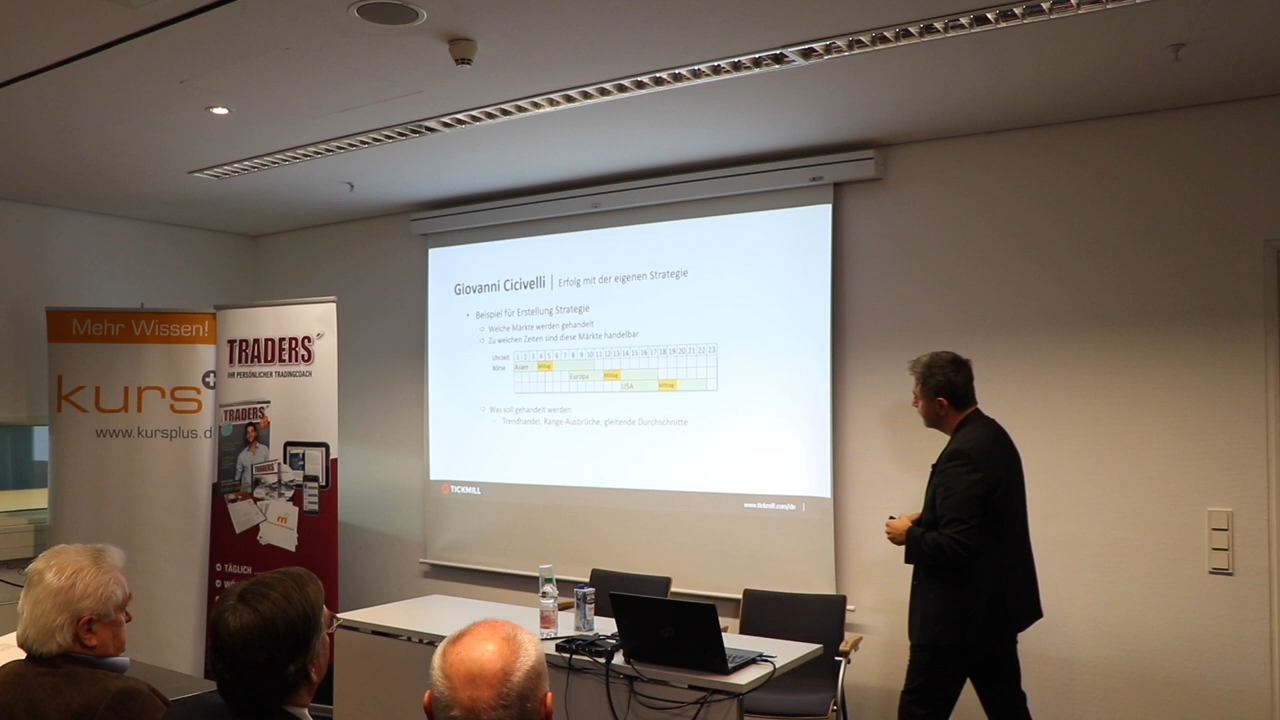 Mehr Wissen!
kurs+
www.kursplus.d
TRADERS'
IHR PERSÖNLICHER TRADINGCOACH
TRADERS'
TRADERS'
TÄGLICH
Giovanni Cicivelli | Erfolg mit der eigenen Strategie
• Beispiel für Erstellung Strategie
Welche Märkte werden gehandelt
Zu welchen Zeiten sind diese Märkte handelbar
Uhrzeit 1 2 3 4 5 6 7 8 9 10 11 12 13 14 15 16 17 18 19 20 21 22 23
Börse Asien Mittag
Europa Mittag
USA Mittag
Was soll gehandelt werden
- Trendhandel, Range-Ausbrüche, gleitende Durchschnitte
TICKMILL
www.tickmill.com/de |